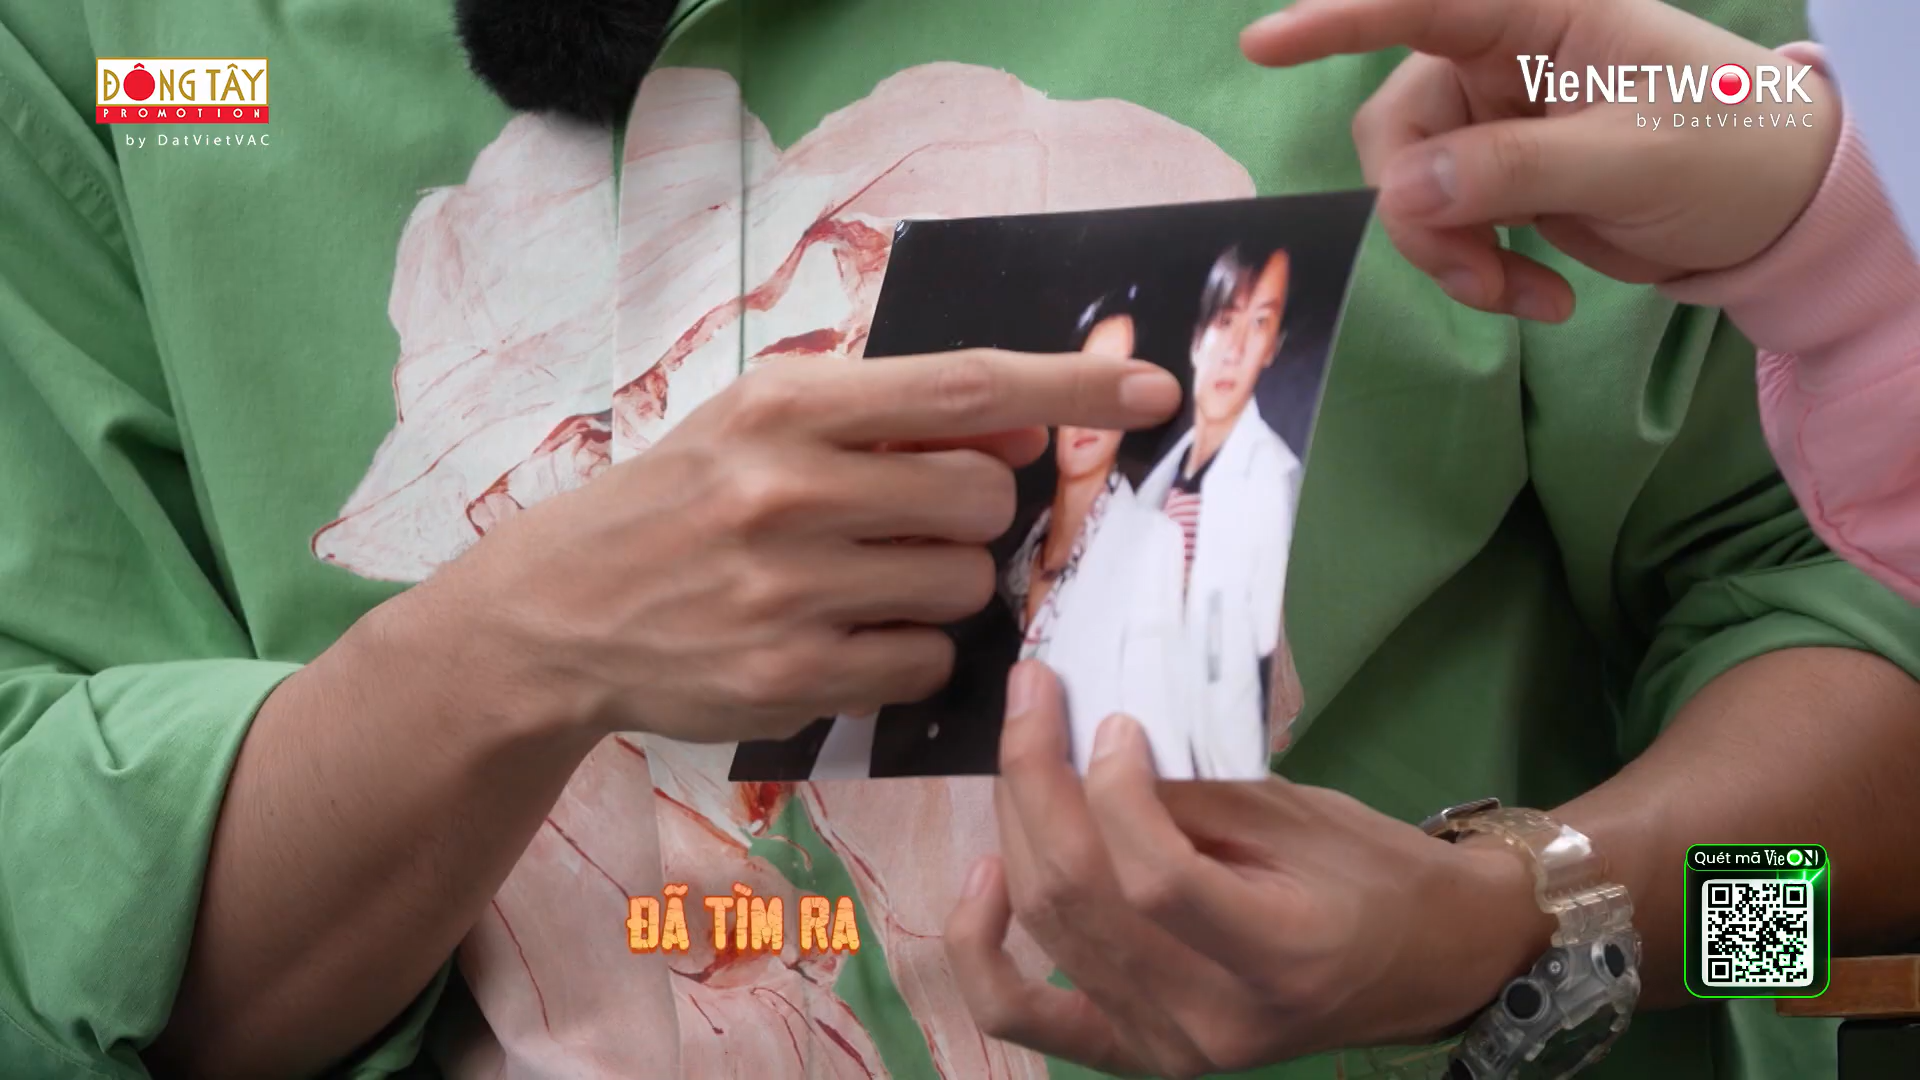 ĐÔNG TÂY
PROMOTION
by DatVietVAC
VieNETWORK
by DatVietVAC
ĐÃ TÌM RA
Quét mã VieON